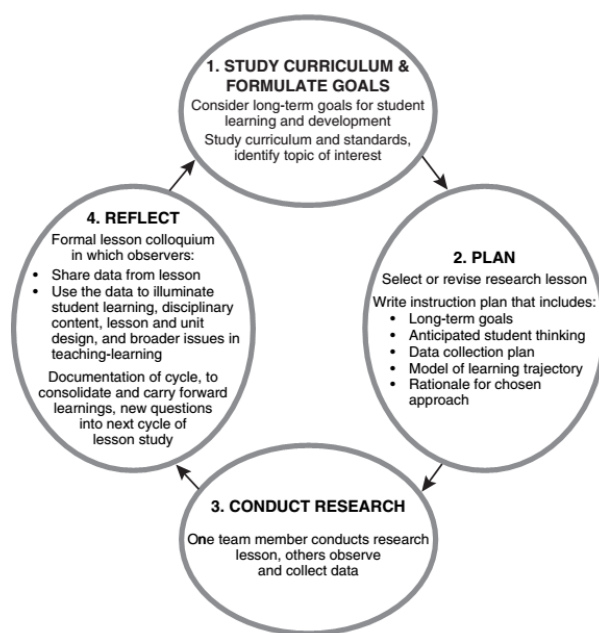 1. STUDY CURRICULUM &
FORMULATE GOALS
Consider long-term goals for student
learning and development
Study curriculum and standards,
identify topic of interest
2. PLAN
Select or revise research lesson
Write instruction plan that includes:
• Long-term goals
• Anticipated student thinking
• Data collection plan
• Model of learning trajectory
• Rationale for chosen
approach
3. CONDUCT RESEARCH
One team member conducts research
lesson, others observe
and collect data
4. REFLECT
Formal lesson colloquium
in which observers:
• Share data from lesson
• Use the data to illuminate
student learning, disciplinary
content, lesson and unit
design, and broader issues in
teaching-learning
Documentation of cycle, to
consolidate and carry forward
learnings, new questions
into next cycle of
lesson study